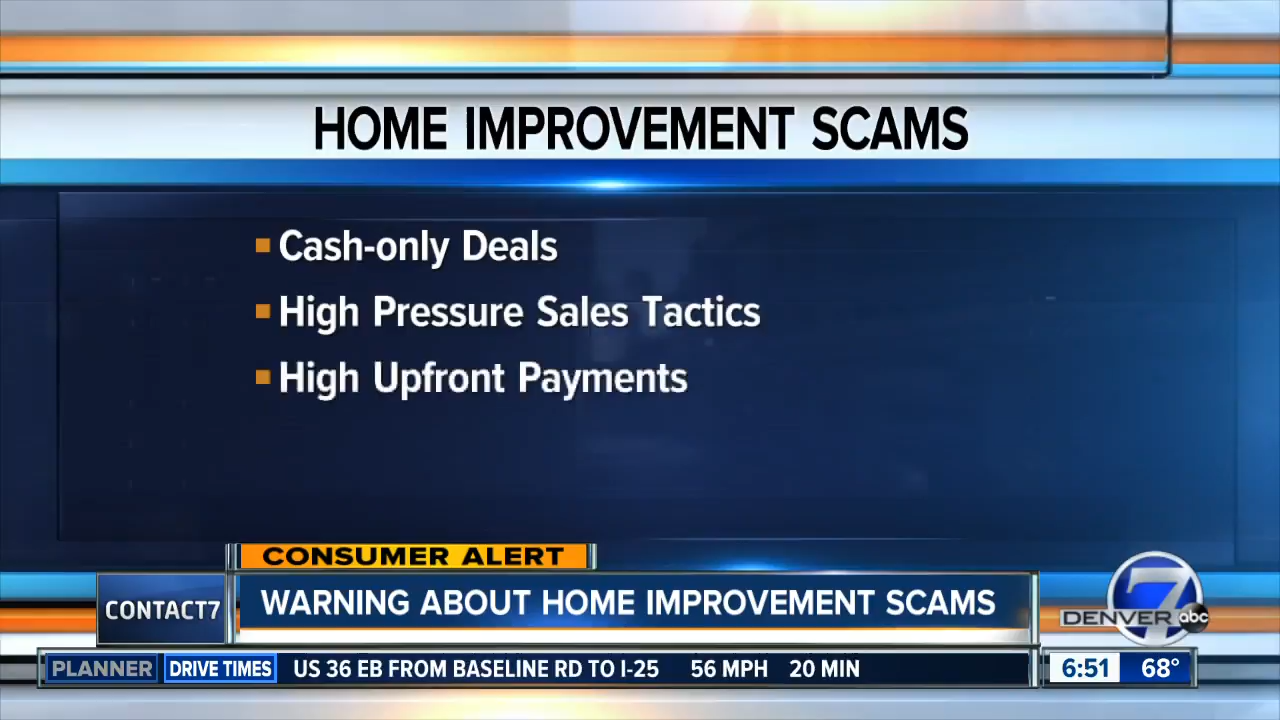 HOME IMPROVEMENT SCAMS
Cash-only Deals
High Pressure Sales Tactics
High Upfront Payments
CONSUMER ALERT
CONTACT7
WARNING ABOUT HOME IMPROVEMENT SCAMS
DENVER 7 abc
PLANNER DRIVE TIMES US 36 EB FROM BASELINE RD TO I-25 56 MPH 20 MIN 6:51 68°